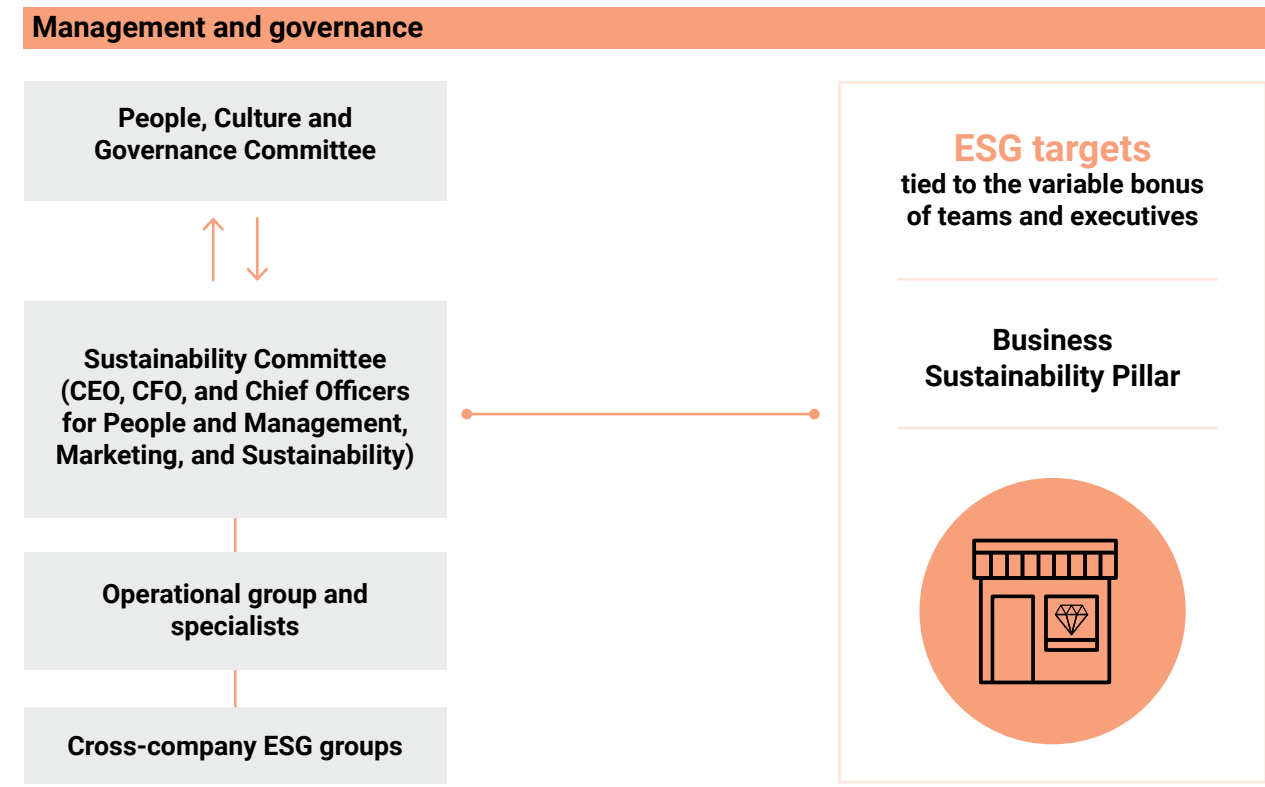 Management and governance
People, Culture and
Governance Committee
Sustainability Committee
(CEO, CFO, and Chief Officers
for People and Management,
Marketing, and Sustainability)
Operational group and
specialists
Cross-company ESG groups
ESG targets
tied to the variable bonus
of teams and executives
Business
Sustainability Pillar